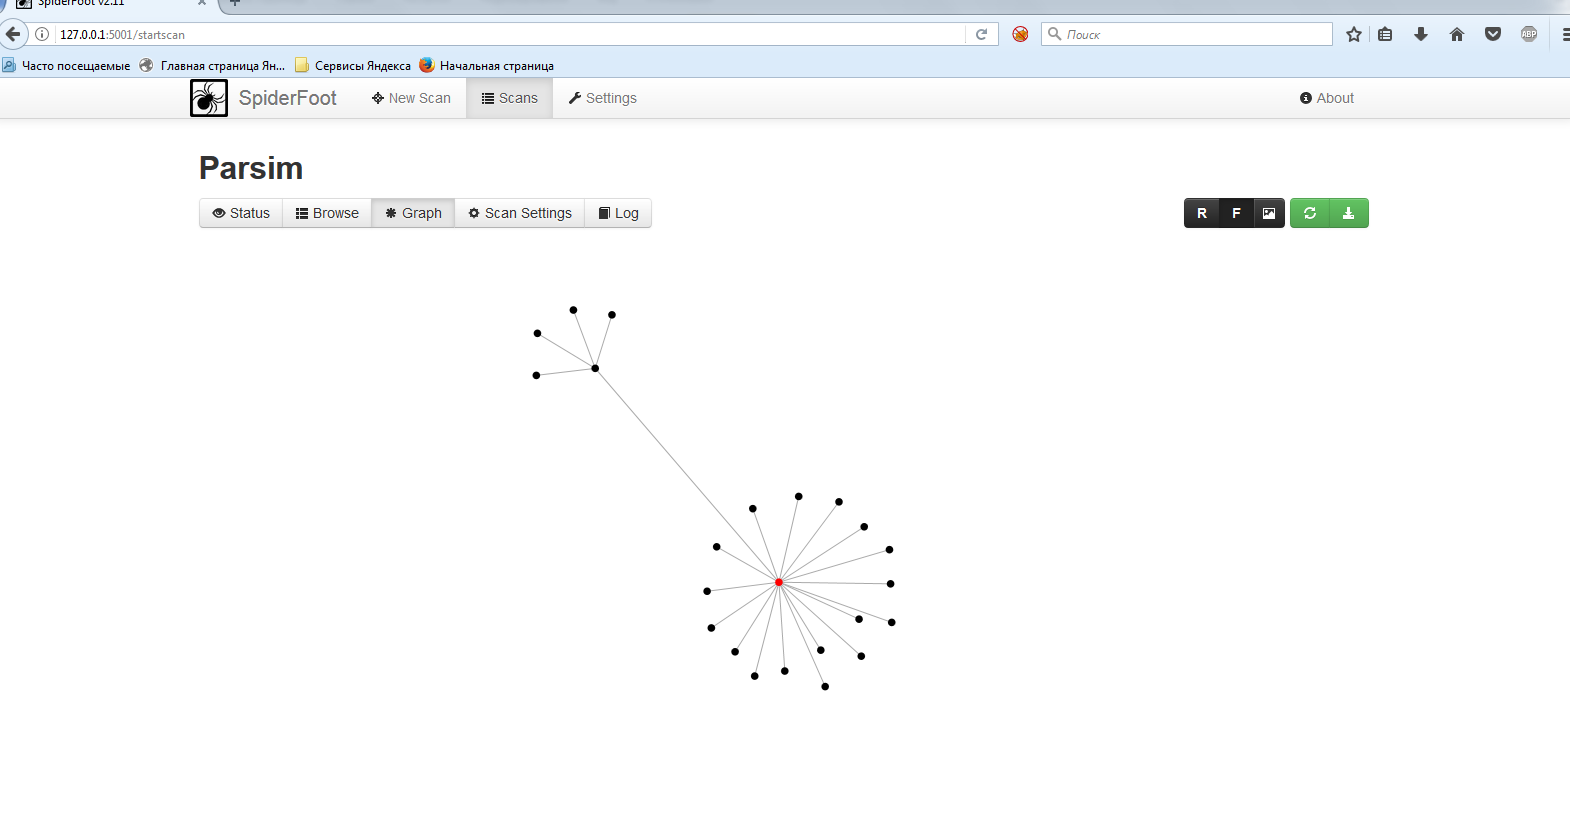 SpiderFoot v2.11
127.0.0.1:5001/startscan
Поиск
ABP
Часто посещаемые
Главная страница Ян...
Сервисы Яндекса
Начальная страница
SpiderFoot
New Scan
Scans
Settings
About
Parsim
Status
Browse
Graph
Scan Settings
Log
R
F